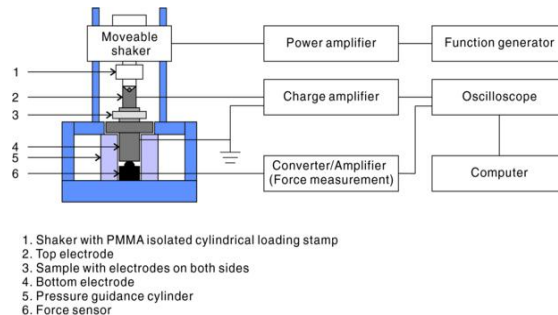 Moveable
shaker
Power amplifier
Function generator
1
2
3
4
5
6
Charge amplifier
Oscilloscope
Converter/Amplifier
(Force measurement)
Computer
1. Shaker with PMMA isolated cylindrical loading stamp
2. Top electrode
3. Sample with electrodes on both sides
4. Bottom electrode
5. Pressure guidance cylinder
6. Force sensor